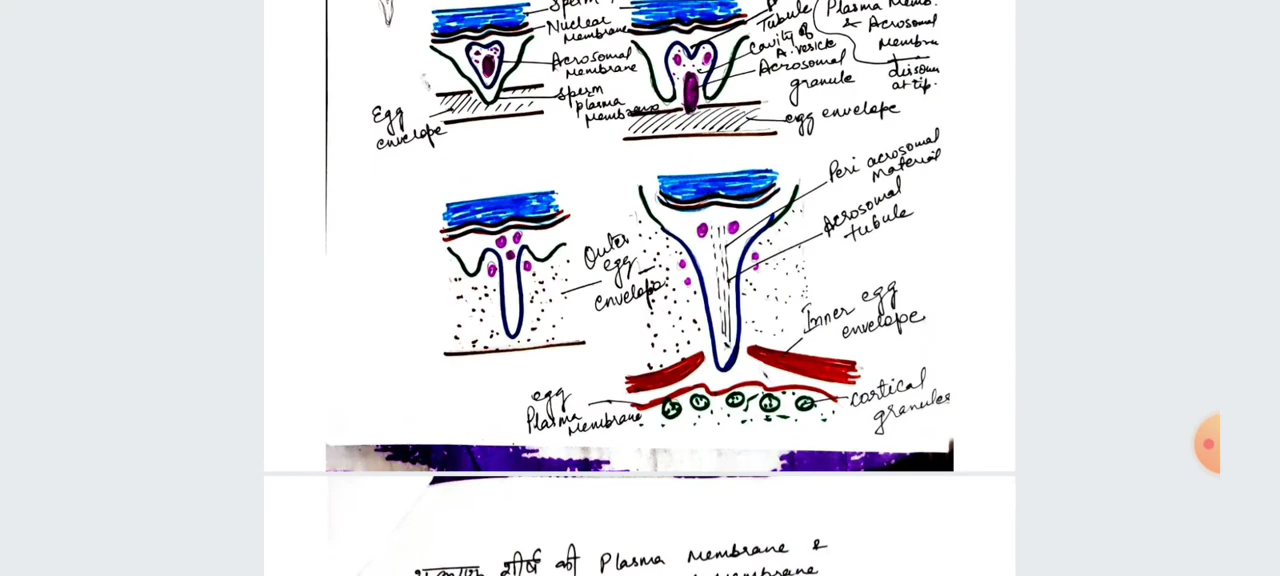 Nuclear
Membrane
Acrosomal
Membrane
Sperm
plasma
Membrane
Egg
envelope
Tubule
cavity of
A. vesicle
Acrosomal
granule
egg envelope
Plasma Memb.
& Acrosomal
Membra
at tip.
Outer
egg
envelope
Peri acrosomal
Material
Acrosomal
tubule
Inner egg
envelope
egg
Plasma Membrane
cortical
granules
शीर्ष की Plasma Membrane &
Membrane